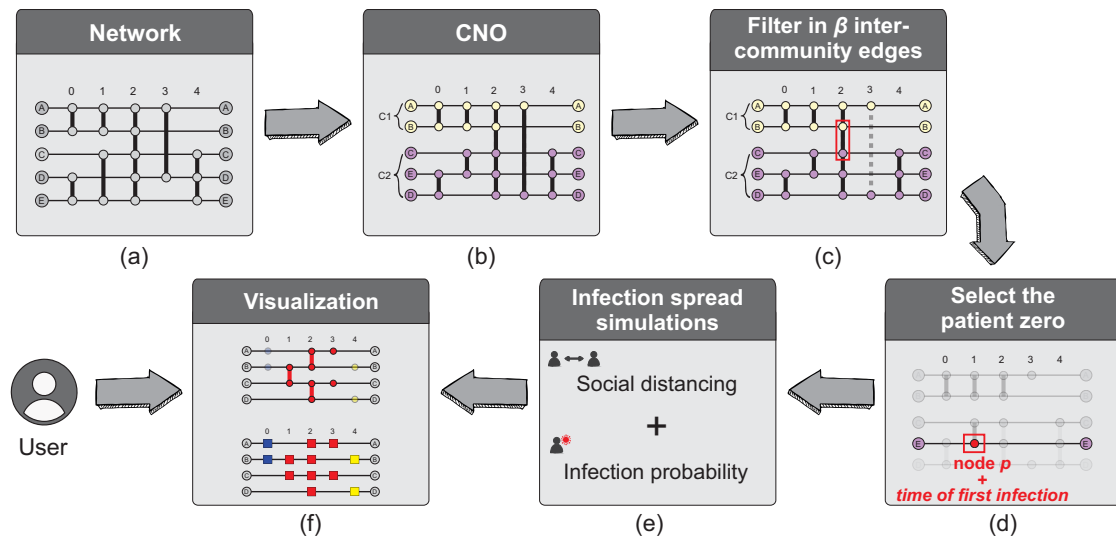 Network
0 1 2 3 4
A A
B B
C C
D D
E E
(a)
CNO
0 1 2 3 4
C1
A A
B B
C2
C C
E E
D D
(b)
Filter in β inter-
community edges
0 1 2 3 4
C1
A A
B B
C2
C C
E E
D D
(c)
Select the
patient zero
0 1 2 3 4
E E
node p
+
time of first infection
(d)
Infection spread
simulations
Social distancing
+
Infection probability
(e)
Visualization
0 1 2 3 4
A A
B B
C C
D D
0 1 2 3 4
A A
B B
C C
D D
(f)
User